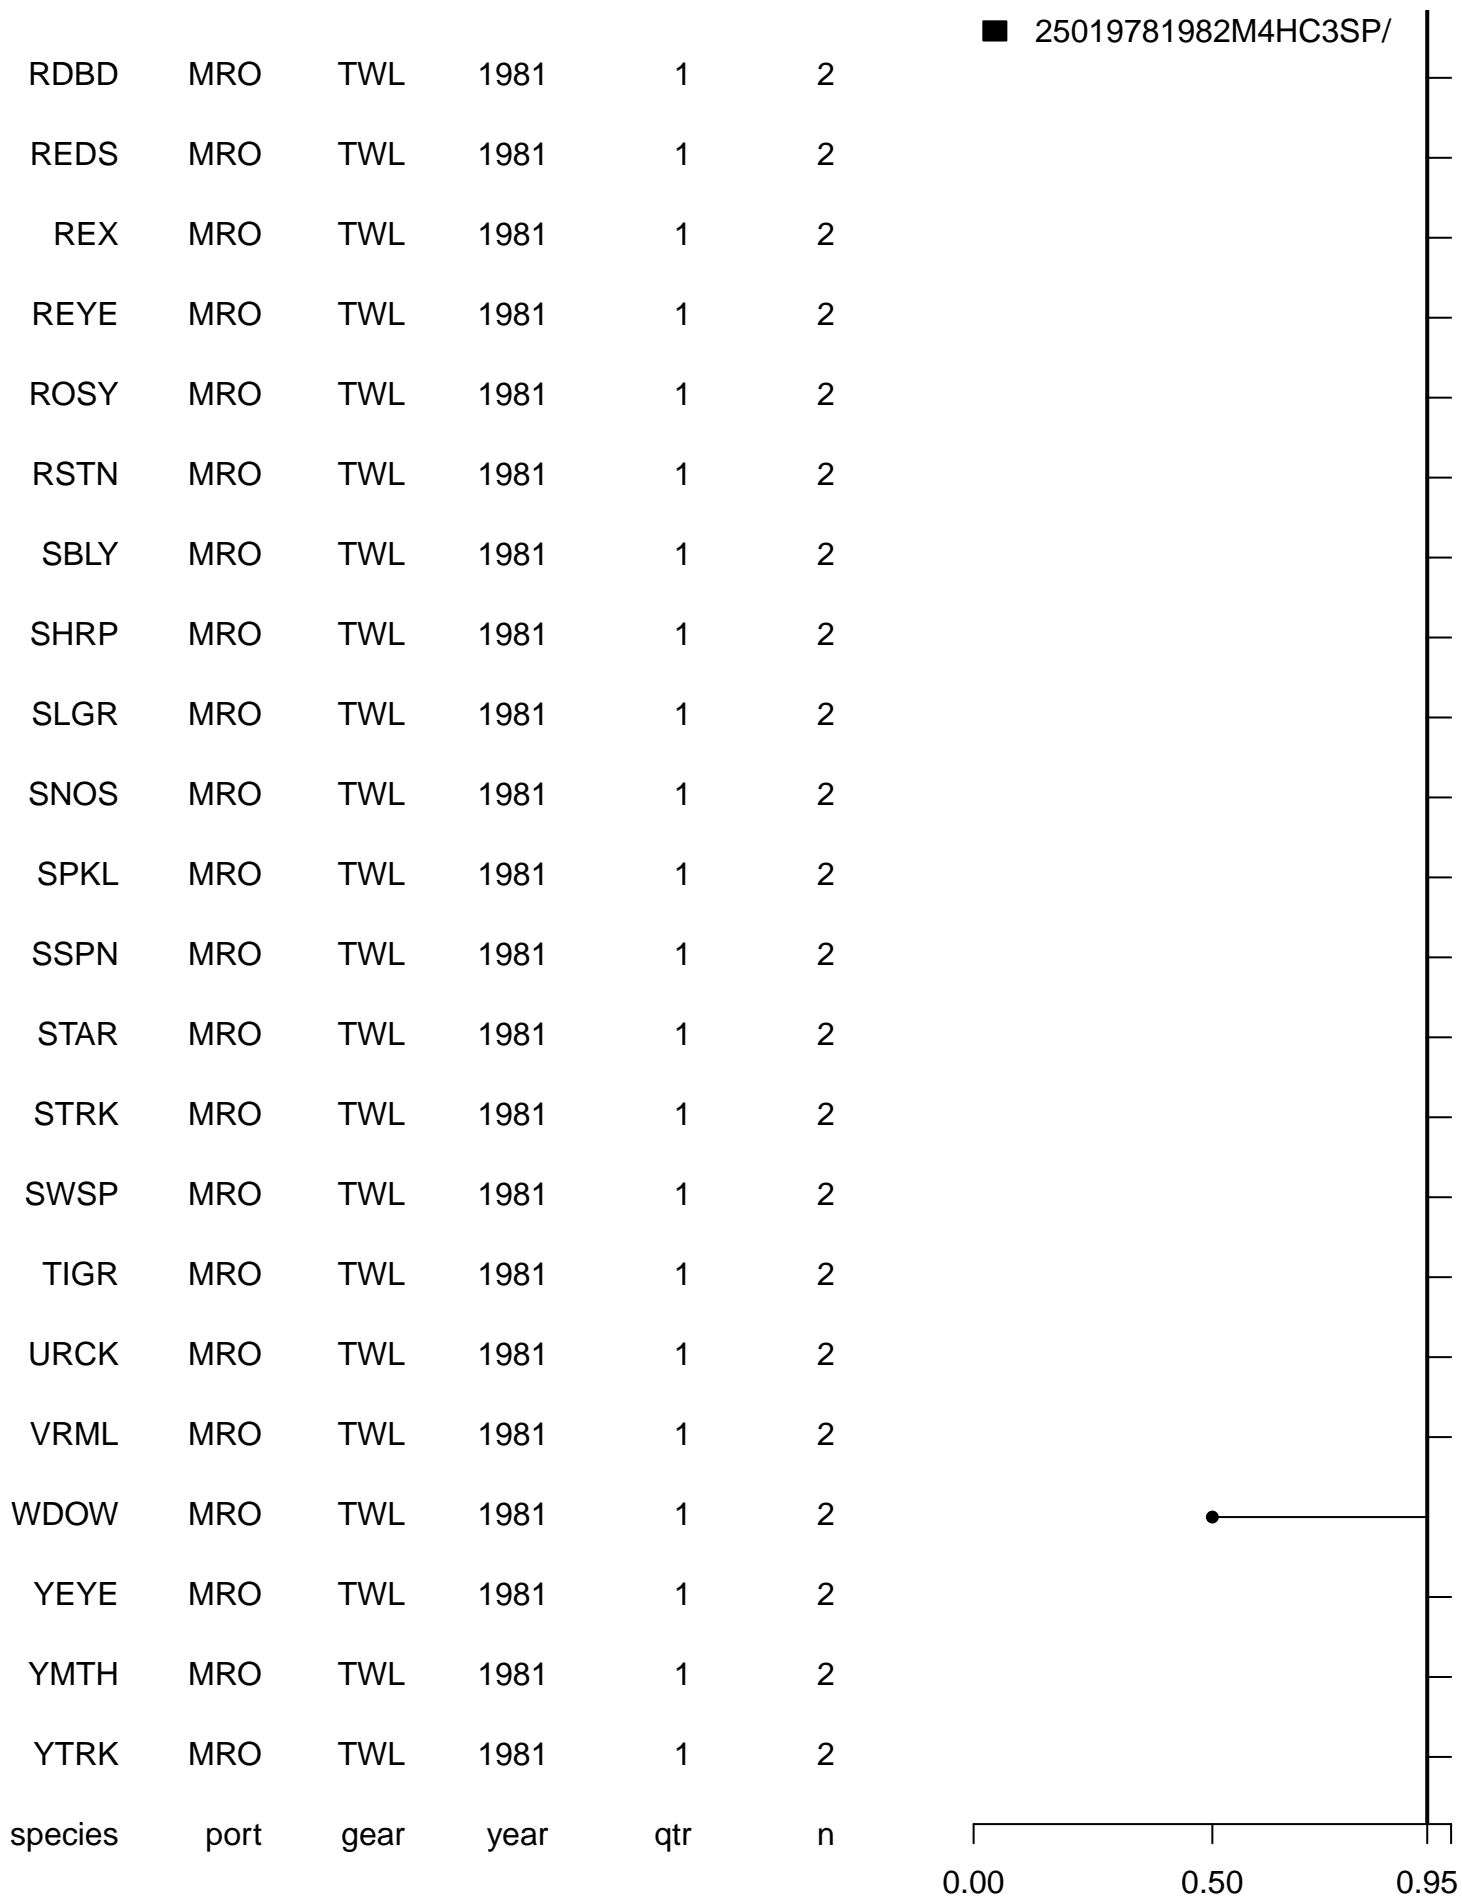 25019781982M4HC3SP/
RDBD MRO TWL 1981 1 2
REDS MRO TWL 1981 1 2
REX MRO TWL 1981 1 2
REYE MRO TWL 1981 1 2
ROSY MRO TWL 1981 1 2
RSTN MRO TWL 1981 1 2
SBLY MRO TWL 1981 1 2
SHRP MRO TWL 1981 1 2
SLGR MRO TWL 1981 1 2
SNOS MRO TWL 1981 1 2
SPKL MRO TWL 1981 1 2
SSPN MRO TWL 1981 1 2
STAR MRO TWL 1981 1 2
STRK MRO TWL 1981 1 2
SWSP MRO TWL 1981 1 2
TIGR MRO TWL 1981 1 2
URCK MRO TWL 1981 1 2
VRML MRO TWL 1981 1 2
WDOW MRO TWL 1981 1 2
YEYE MRO TWL 1981 1 2
YMTH MRO TWL 1981 1 2
YTRK MRO TWL 1981 1 2
species port gear year qtr n
0.00 0.50 0.95